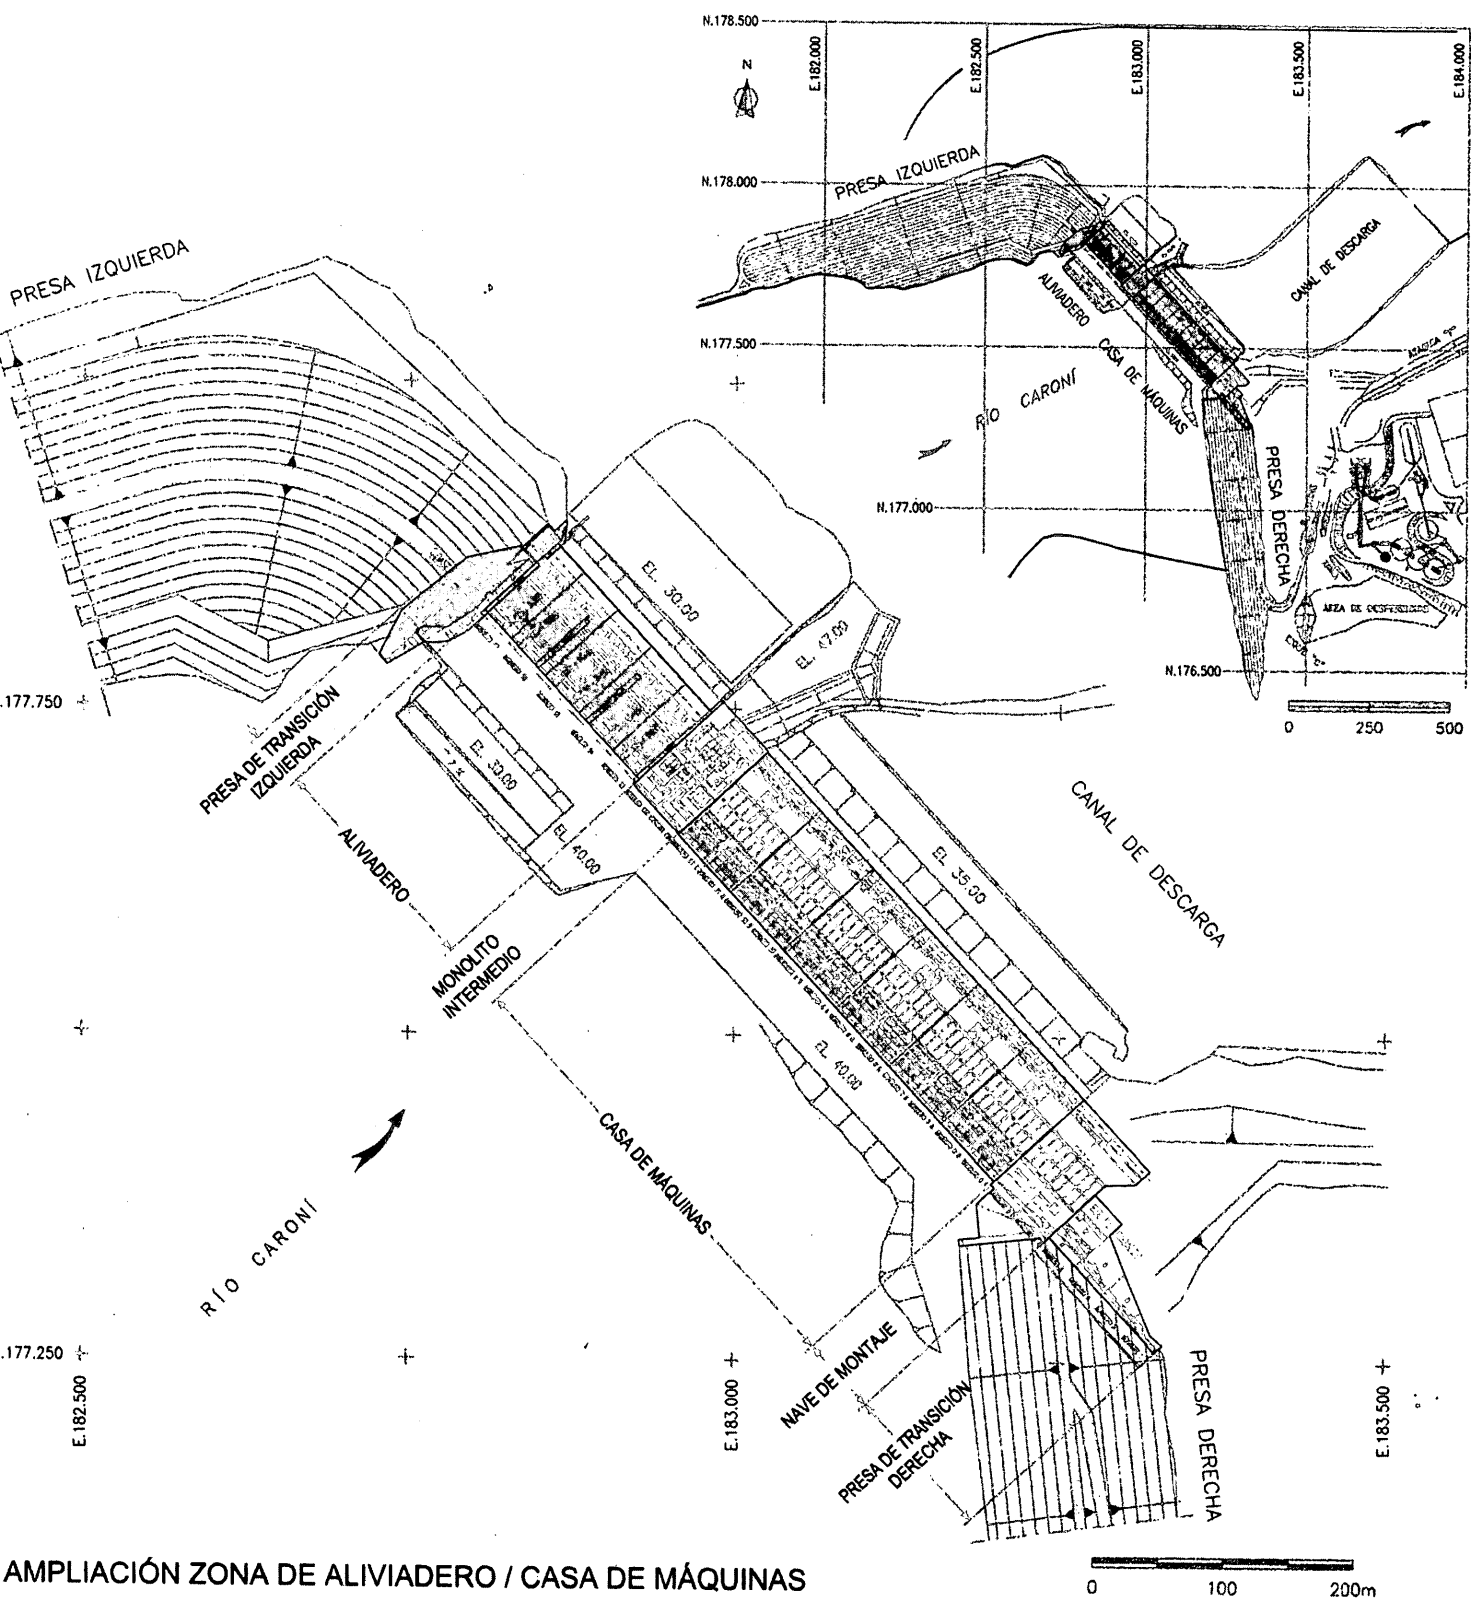 N.178.500
N
E.182.000
E.182.500
E.183.000
E.183.500
E.184.000
PRESA IZQUIERDA
N.178.000
CANAL DE DESCARGA
ALIVIADERO
N.177.500
CASA DE MÁQUINAS
RÍO CARONÍ
N.177.000
PRESA DERECHA
N.176.500
0
250
500
PRESA IZQUIERDA
EL. 30.00
EL. 47.00
.177.750
PRESA DE TRANSICIÓN
IZQUIERDA
EL. 30.00
ALIVIADERO
EL. 40.00
EL. 35.00
CANAL DE DESCARGA
MONOLITO
INTERMEDIO
EL. 40.00
CASA DE MÁQUINAS
RÍO CARONÍ
.177.250
E.182.500
E.183.000
NAVE DE MONTAJE
PRESA DE TRANSICIÓN
DERECHA
PRESA DERECHA
E.183.500
AMPLIACIÓN ZONA DE ALIVIADERO / CASA DE MÁQUINAS
0
100
200m